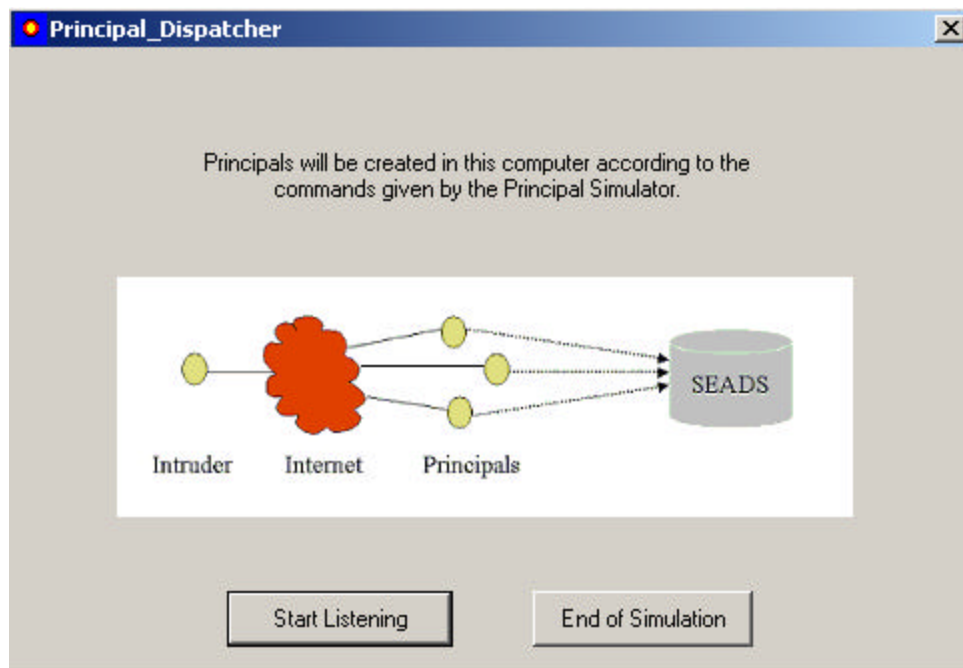 Principal_Dispatcher
Principals will be created in this computer according to the
commands given by the Principal Simulator.
SEADS
Intruder Internet Principals
Start Listening End of Simulation